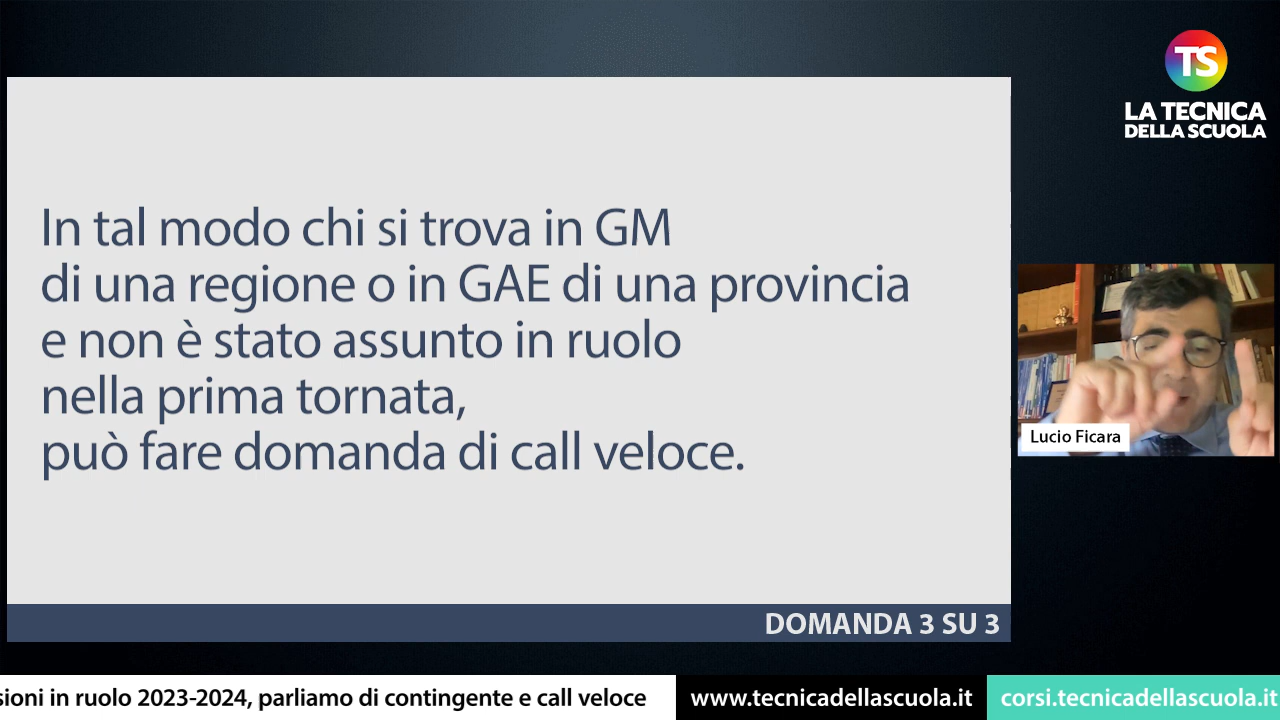 TS
LA TECNICA
DELLA SCUOLA
In tal modo chi si trova in GM
di una regione o in GAE di una provincia
e non è stato assunto in ruolo
nella prima tornata,
può fare domanda di call veloce.
Lucio Ficara
DOMANDA 3 SU 3
in ruolo 2023-2024, parliamo di contingente e call veloce
www.tecnicadellascuola.it
corsi.tecnicadellascuola.it